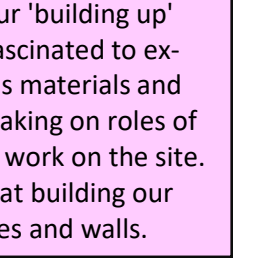 ur 'building up'
ascinated to ex-
s materials and
aking on roles of
work on the site.
at building our
es and walls.